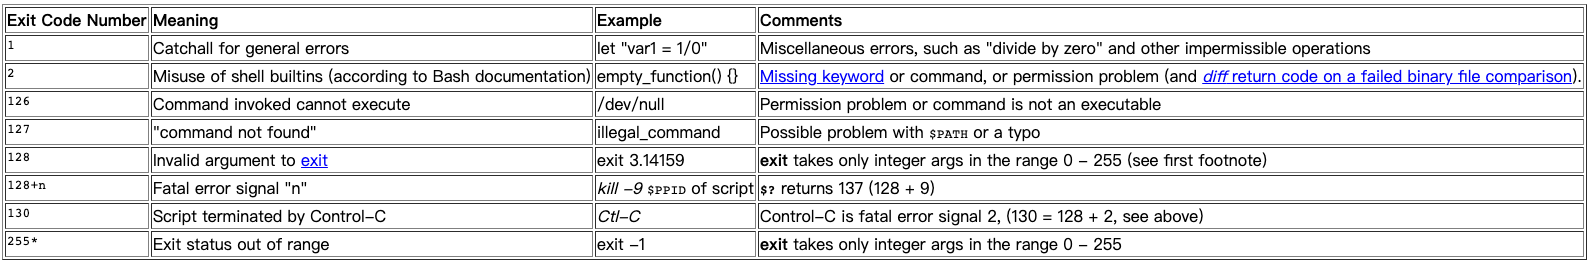 Exit Code Number Meaning Example Comments
1 Catchall for general errors let "var1 = 1/0" Miscellaneous errors, such as "divide by zero" and other impermissible operations
2 Misuse of shell builtins (according to Bash documentation) empty_function() {} Missing keyword or command, or permission problem (and diff return code on a failed binary file comparison).
126 Command invoked cannot execute /dev/null Permission problem or command is not an executable
127 "command not found" illegal_command Possible problem with $PATH or a typo
128 Invalid argument to exit exit 3.14159 exit takes only integer args in the range 0 – 255 (see first footnote)
128+n Fatal error signal "n" kill -9 $PPID of script $? returns 137 (128 + 9)
130 Script terminated by Control-C Ctl-C Control-C is fatal error signal 2, (130 = 128 + 2, see above)
255* Exit status out of range exit -1 exit takes only integer args in the range 0 – 255